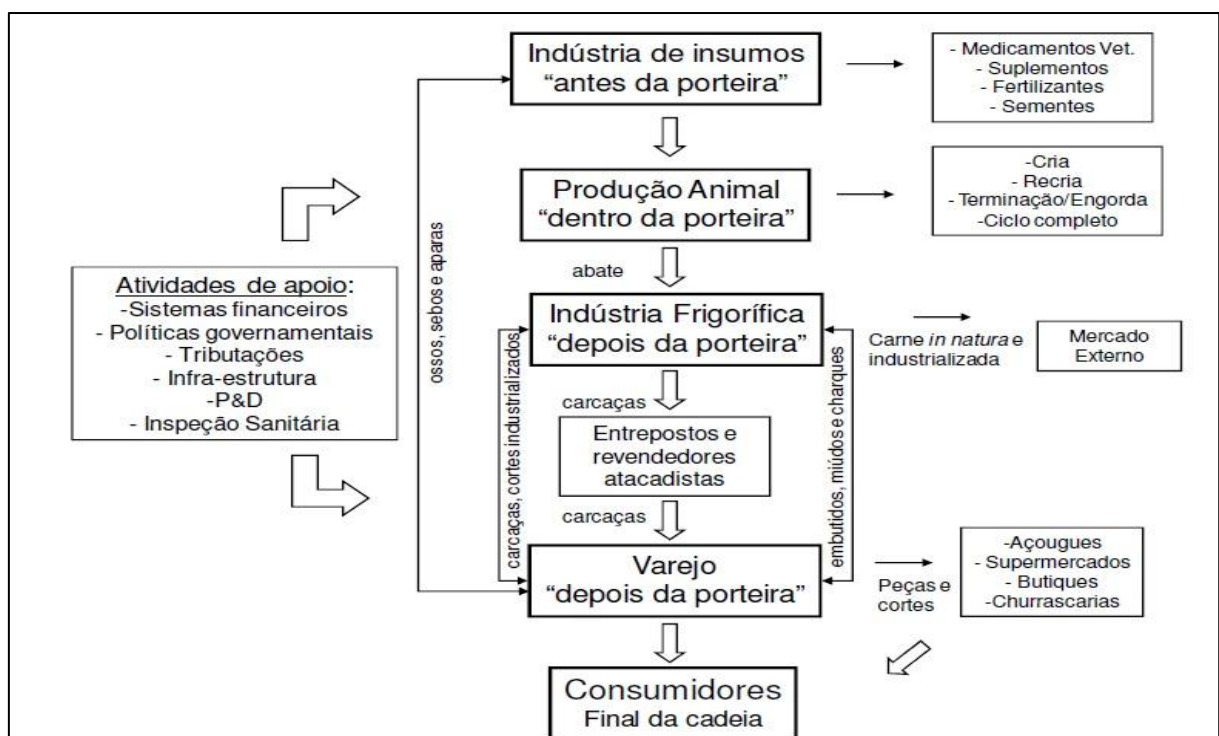 Indústria de insumos
“antes da porteira”
- Medicamentos Vet.
- Suplementos
- Fertilizantes
- Sementes
Produção Animal
“dentro da porteira”
-Cria
- Recria
- Terminação/Engorda
-Ciclo completo
ossos, sebos e aparas
abate
Atividades de apoio:
-Sistemas financeiros
- Políticas governamentais
- Tributações
- Infra-estrutura
-P&D
- Inspeção Sanitária
Indústria Frigorífica
“depois da porteira”
Carne in natura e
industrializada
Mercado
Externo
carcaças, cortes industrializados
carcaças
embutidos, miúdos e charques
Entrepostos e
revendedores
atacadistas
carcaças
Varejo
“depois da porteira”
Peças e
cortes
-Açougues
- Supermercados
- Butiques
-Churrascarias
Consumidores
Final da cadeia